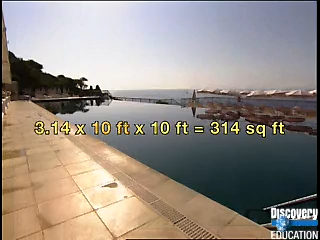 3.14 x 10 ft x 10 ft = 314 sq ft
Discovery
EDUCATION